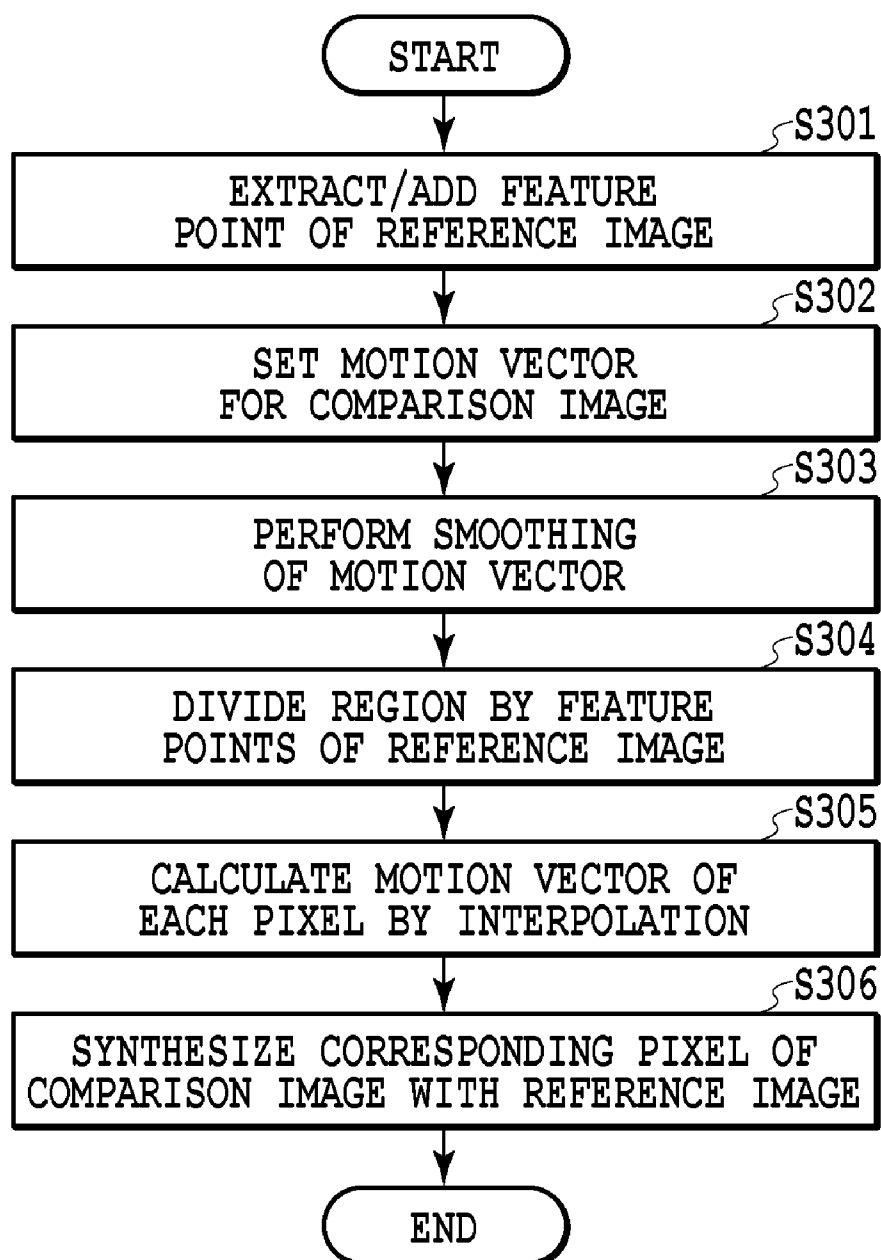 START
S301
EXTRACT/ADD FEATURE
POINT OF REFERENCE IMAGE
S302
SET MOTION VECTOR
FOR COMPARISON IMAGE
S303
PERFORM SMOOTHING
OF MOTION VECTOR
S304
DIVIDE REGION BY FEATURE
POINTS OF REFERENCE IMAGE
S305
CALCULATE MOTION VECTOR OF
EACH PIXEL BY INTERPOLATION
S306
SYNTHESIZE CORRESPONDING PIXEL OF
COMPARISON IMAGE WITH REFERENCE IMAGE
END